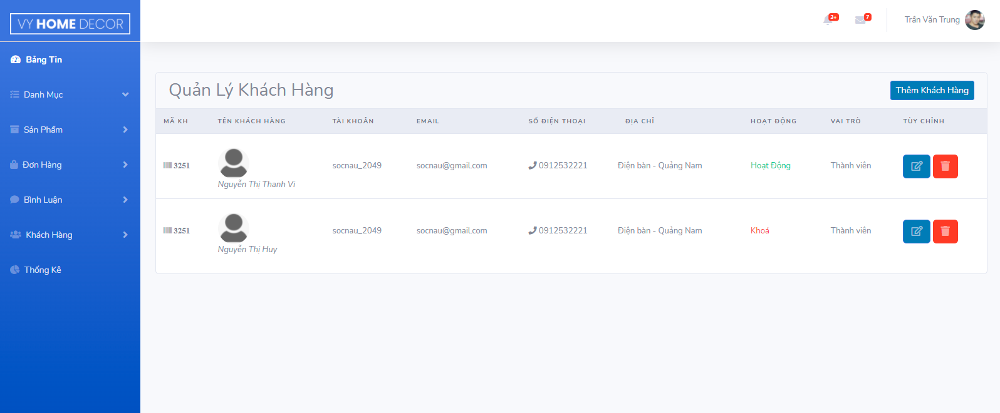 VY HOME DECOR
3+
7
Trần Văn Trung
Bảng Tin
Danh Mục
Sản Phẩm
Đơn Hàng
Bình Luận
Khách Hàng
Thống Kê
Quản Lý Khách Hàng
Thêm Khách Hàng
MÃ KH TÊN KHÁCH HÀNG TÀI KHOẢN EMAIL SỐ ĐIỆN THOẠI ĐỊA CHỈ HOẠT ĐỘNG VAI TRÒ TÙY CHỈNH
3251 socnau_2049 socnau@gmail.com 0912532221 Điện bàn - Quảng Nam Hoạt Động Thành viên
Nguyễn Thị Thanh Vi
3251 socnau_2049 socnau@gmail.com 0912532221 Điện bàn - Quảng Nam Khoá Thành viên
Nguyễn Thị Huy